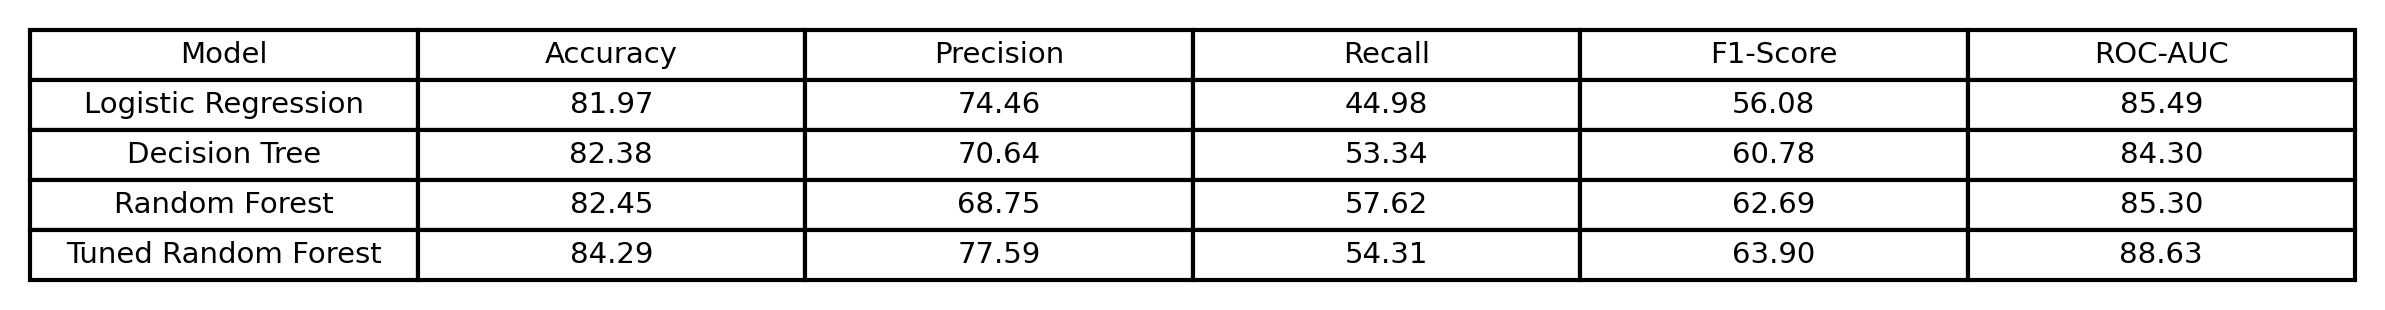 Model Accuracy Precision Recall F1-Score ROC-AUC
Logistic Regression 81.97 74.46 44.98 56.08 85.49
Decision Tree 82.38 70.64 53.34 60.78 84.30
Random Forest 82.45 68.75 57.62 62.69 85.30
Tuned Random Forest 84.29 77.59 54.31 63.90 88.63